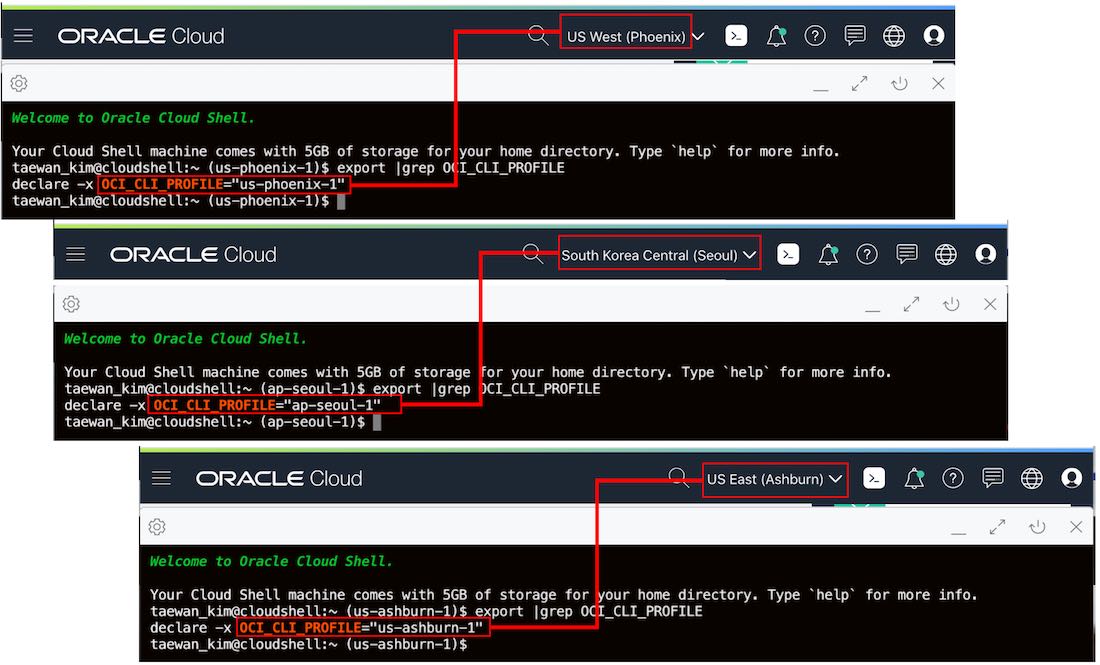 ORACLE Cloud US West (Phoenix)
Welcome to Oracle Cloud Shell.
Your Cloud Shell machine comes with 5GB of storage for your home directory. Type `help` for more info.
taewan_kim@cloudshell:~ (us-phoenix-1)$ export |grep OCI_CLI_PROFILE
declare -x OCI_CLI_PROFILE="us-phoenix-1"
taewan_kim@cloudshell:~ (us-phoenix-1)$
ORACLE Cloud South Korea Central (Seoul)
Welcome to Oracle Cloud Shell.
Your Cloud Shell machine comes with 5GB of storage for your home directory. Type `help` for more info.
taewan_kim@cloudshell:~ (ap-seoul-1)$ export |grep OCI_CLI_PROFILE
declare -x OCI_CLI_PROFILE="ap-seoul-1"
taewan_kim@cloudshell:~ (ap-seoul-1)$
ORACLE Cloud US East (Ashburn)
Welcome to Oracle Cloud Shell.
Your Cloud Shell machine comes with 5GB of storage for your home directory. Type `help` for more info.
taewan_kim@cloudshell:~ (us-ashburn-1)$ export |grep OCI_CLI_PROFILE
declare -x OCI_CLI_PROFILE="us-ashburn-1"
taewan_kim@cloudshell:~ (us-ashburn-1)$